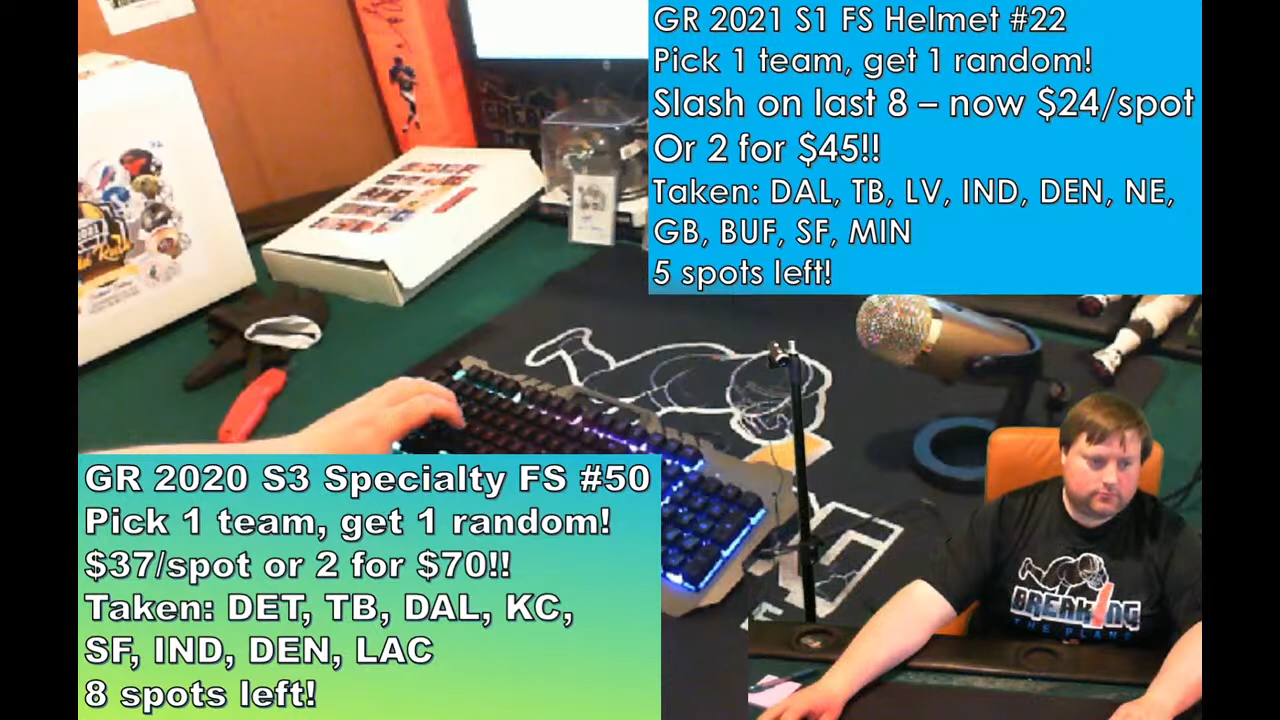 GR 2021 S1 FS Helmet #22
Pick 1 team, get 1 random!
Slash on last 8 – now $24/spot
Or 2 for $45!!
Taken: DAL, TB, LV, IND, DEN, NE,
GB, BUF, SF, MIN
5 spots left!
GR 2020 S3 Specialty FS #50
Pick 1 team, get 1 random!
$37/spot or 2 for $70!!
Taken: DET, TB, DAL, KC,
SF, IND, DEN, LAC
8 spots left!
BREAKING
THE PLANE